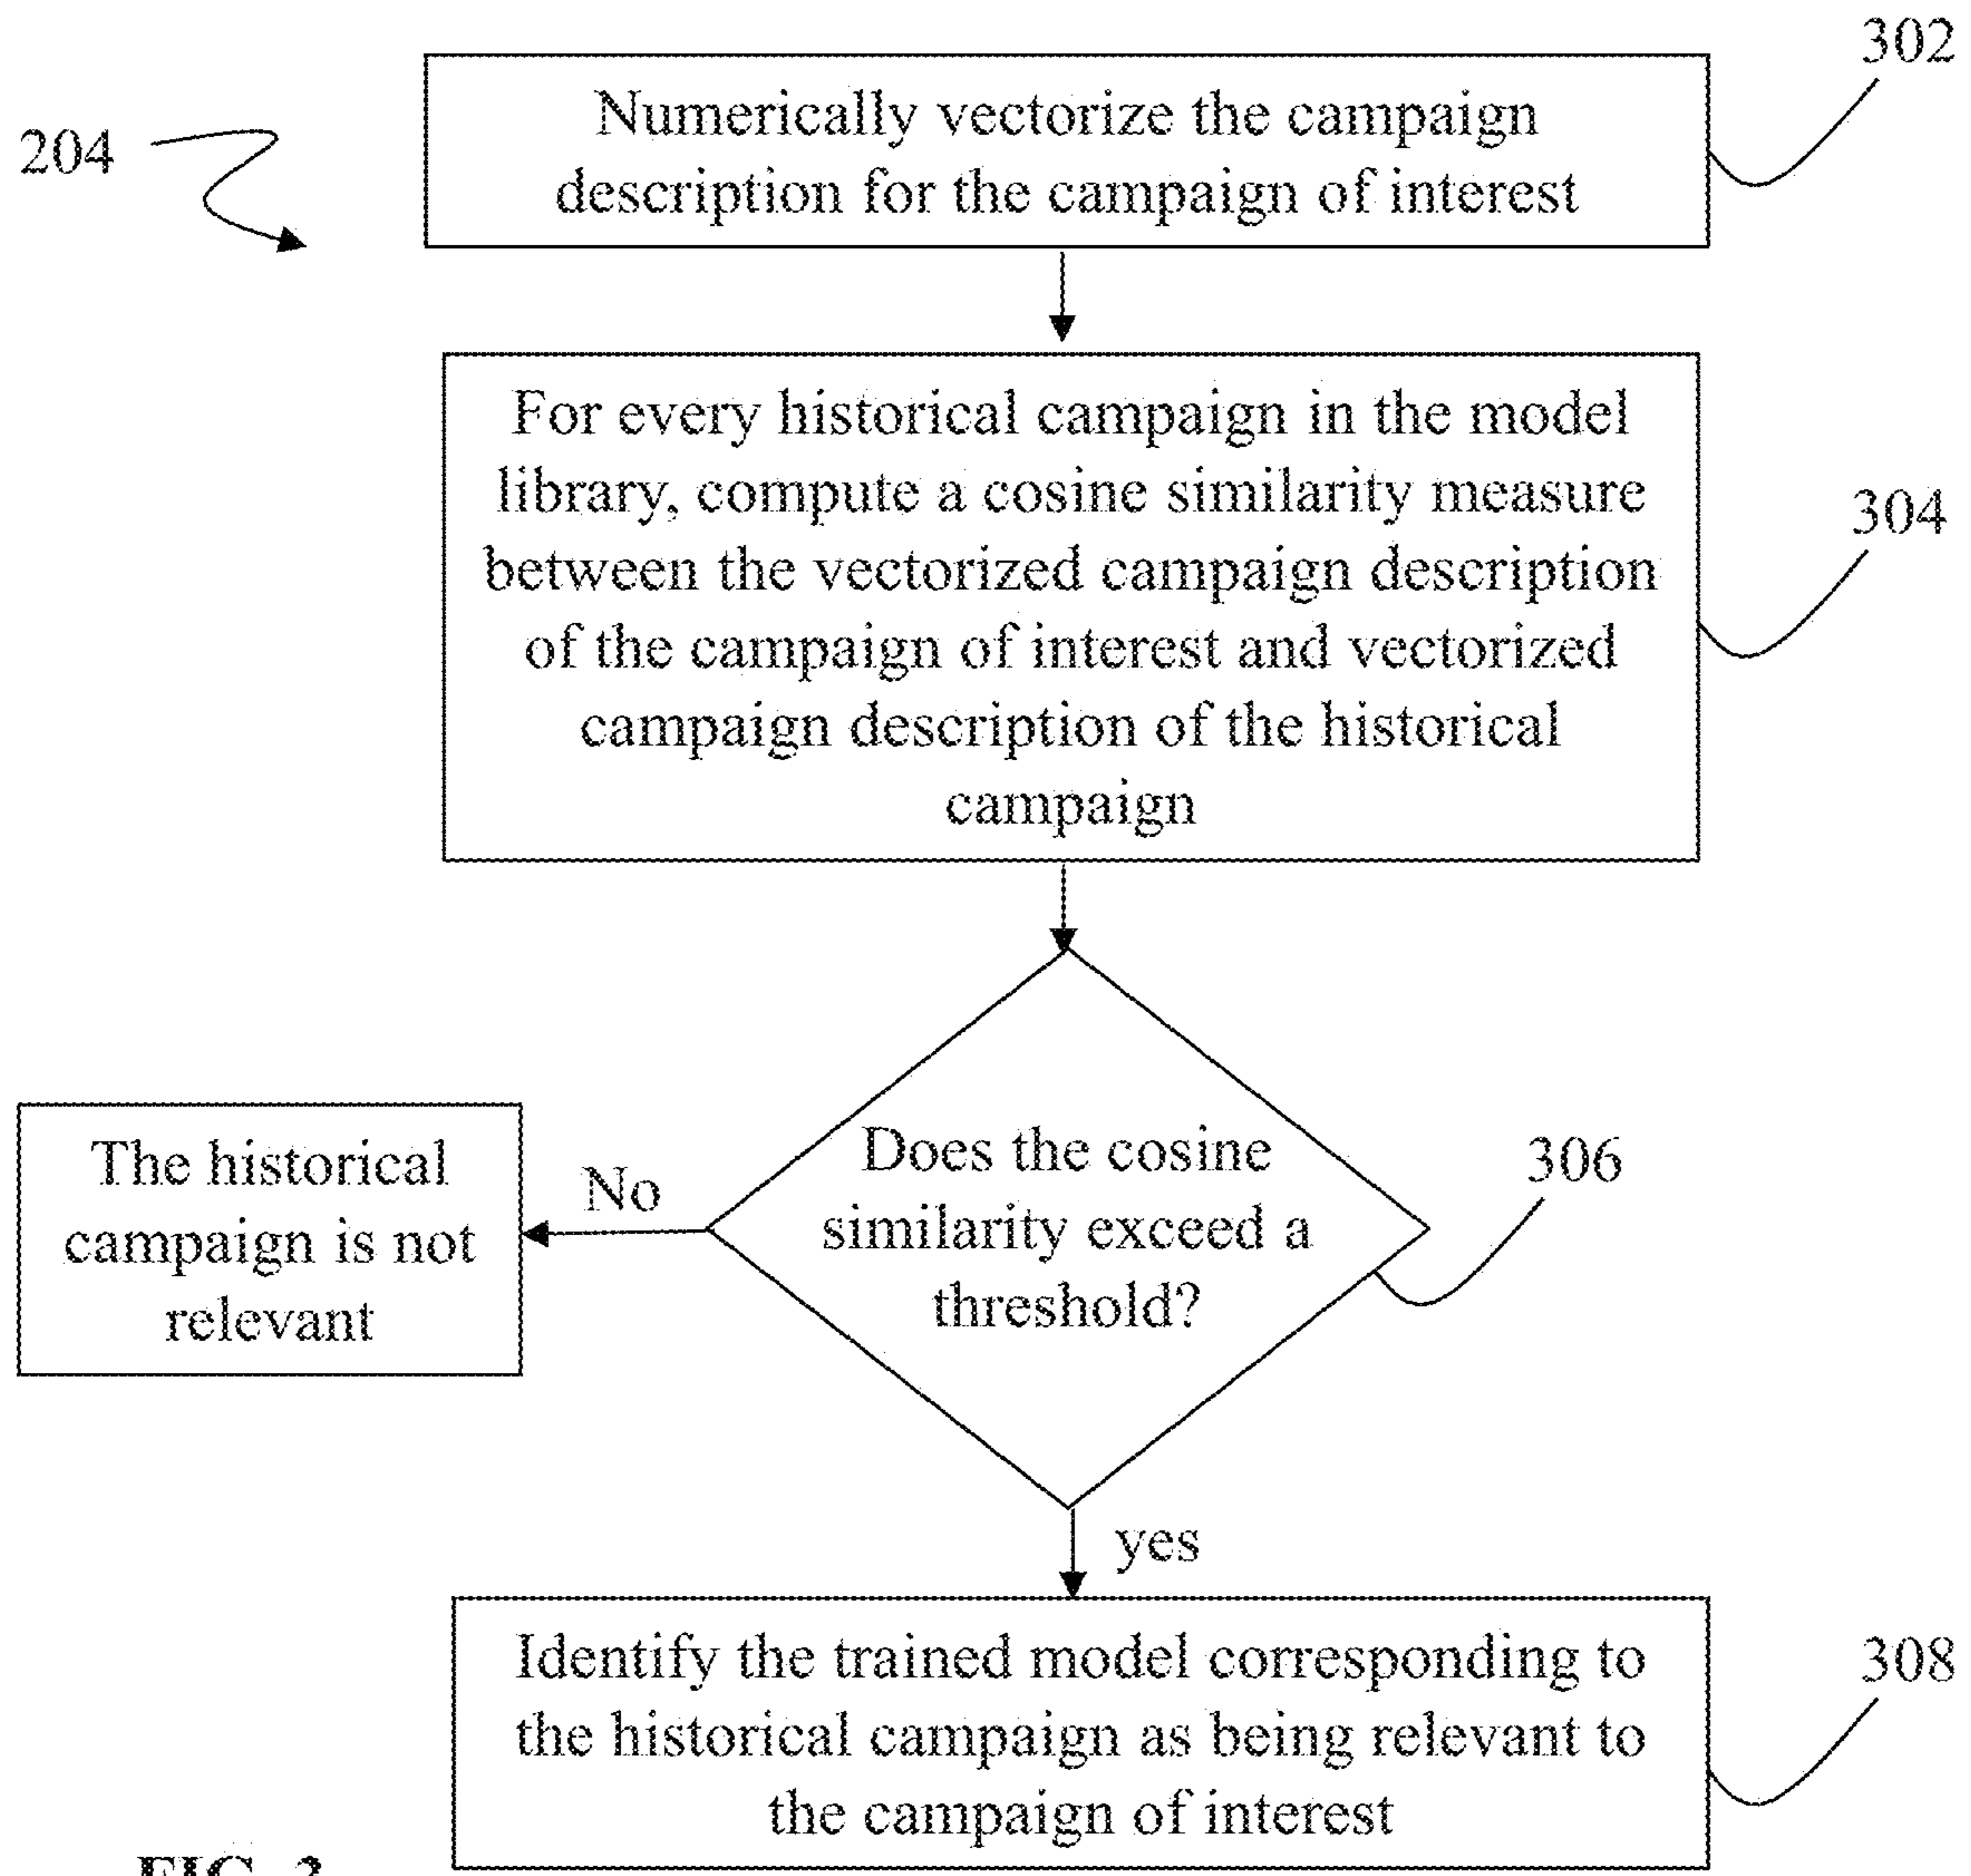 302
204
Numerically vectorize the campaign
description for the campaign of interest
For every historical campaign in the model
library, compute a cosine similarity measure
between the vectorized campaign description
of the campaign of interest and vectorized
campaign description of the historical
campaign
304
The historical
campaign is not
relevant
No
Does the cosine
similarity exceed a
threshold?
306
yes
Identify the trained model corresponding to
the historical campaign as being relevant to
the campaign of interest
308
FIG. 3